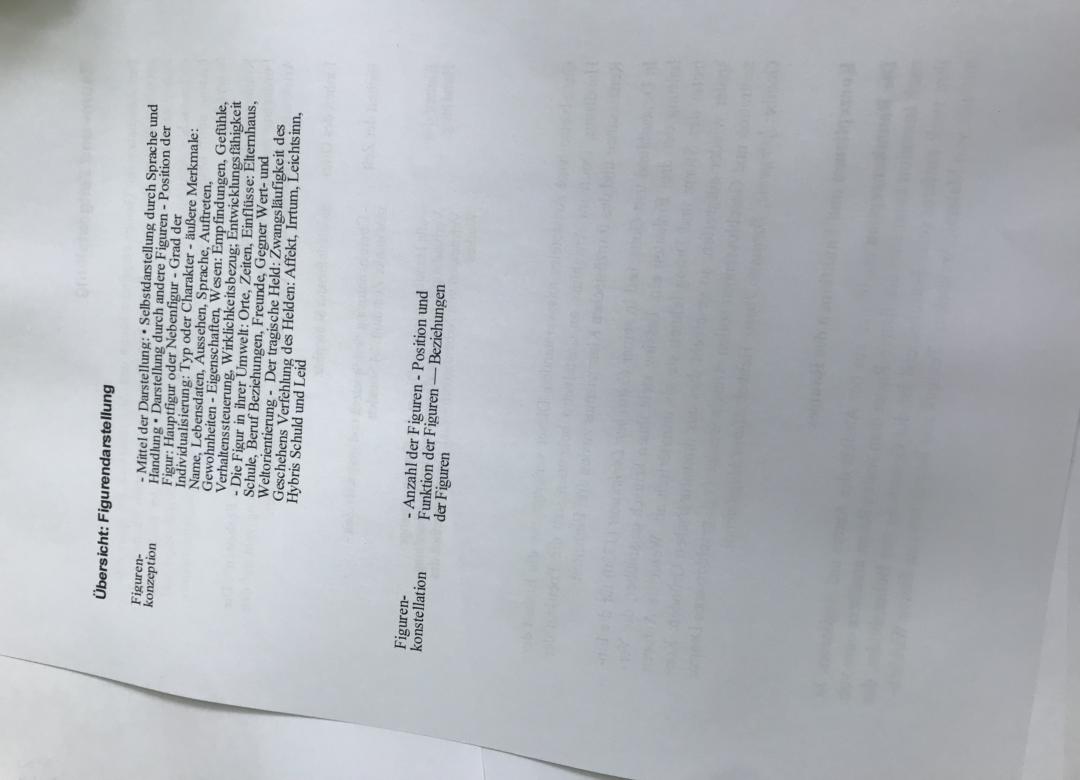 Übersicht: Figurendarstellung
Figuren-
konzeption
- Mittel der Darstellung: • Selbstdarstellung durch Sprache und
Handlung • Darstellung durch andere Figuren - Position der
Figur: Hauptfigur oder Nebenfigur - Grad der
Individualisierung: Typ oder Charakter - äußere Merkmale:
Name, Lebensdaten, Aussehen, Sprache, Auftreten,
Gewohnheiten - Eigenschaften, Wesen: Empfindungen, Gefühle,
Verhaltenssteuerung, Wirklichkeitsbezug; Entwicklungsfähigkeit
- Die Figur in ihrer Umwelt: Orte, Zeiten, Einflüsse: Elternhaus,
Schule, Beruf Beziehungen, Freunde, Gegner Wert- und
Weltorientierung - Der tragische Held: Zwangsläufigkeit des
Geschehens Verfehlung des Helden: Affekt, Irrtum, Leichtsinn,
Hybris Schuld und Leid
Figuren-
konstellation
- Anzahl der Figuren - Position und
Funktion der Figuren — Beziehungen
der Figuren